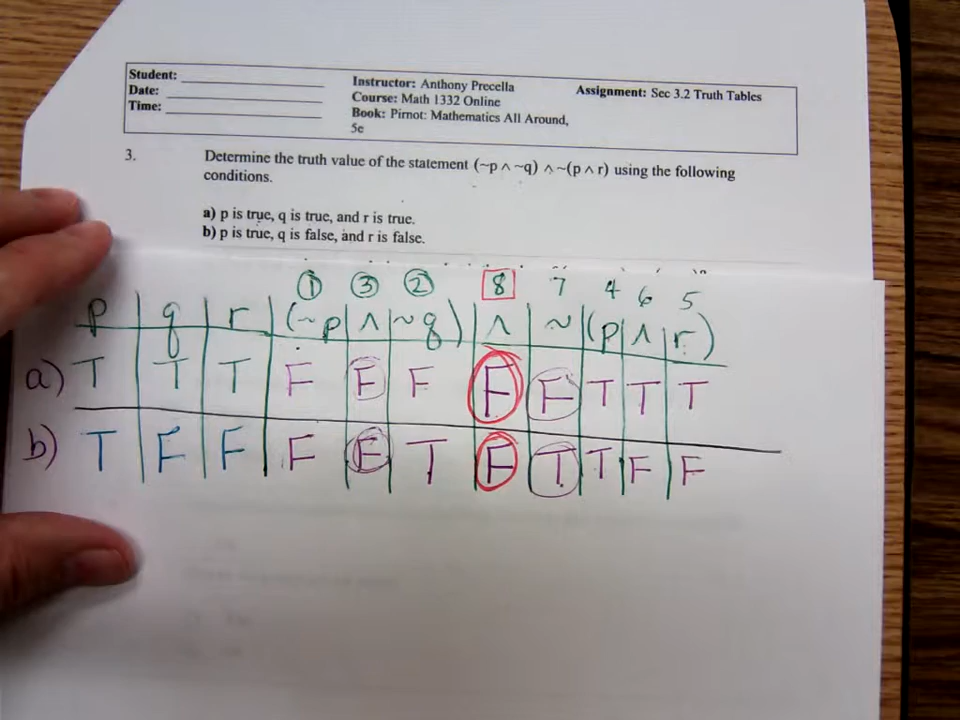 Student:
Instructor: Anthony Precella
Assignment: Sec 3.2 Truth Tables
Date:
Course: Math 1332 Online
Time:
Book: Pirnot: Mathematics All Around,
5e
3.
Determine the truth value of the statement (~p ∧ ~q) ∧ ~(p ∧ r) using the following
conditions.
a) p is true, q is true, and r is true.
b) p is true, q is false, and r is false.
1 3 2 8 7 4 6 5
p q r (~p ∧ ~q) ∧ ~ (p ∧ r)
a) T T T F F F F F T T T
b) T F F F F T F T T F F